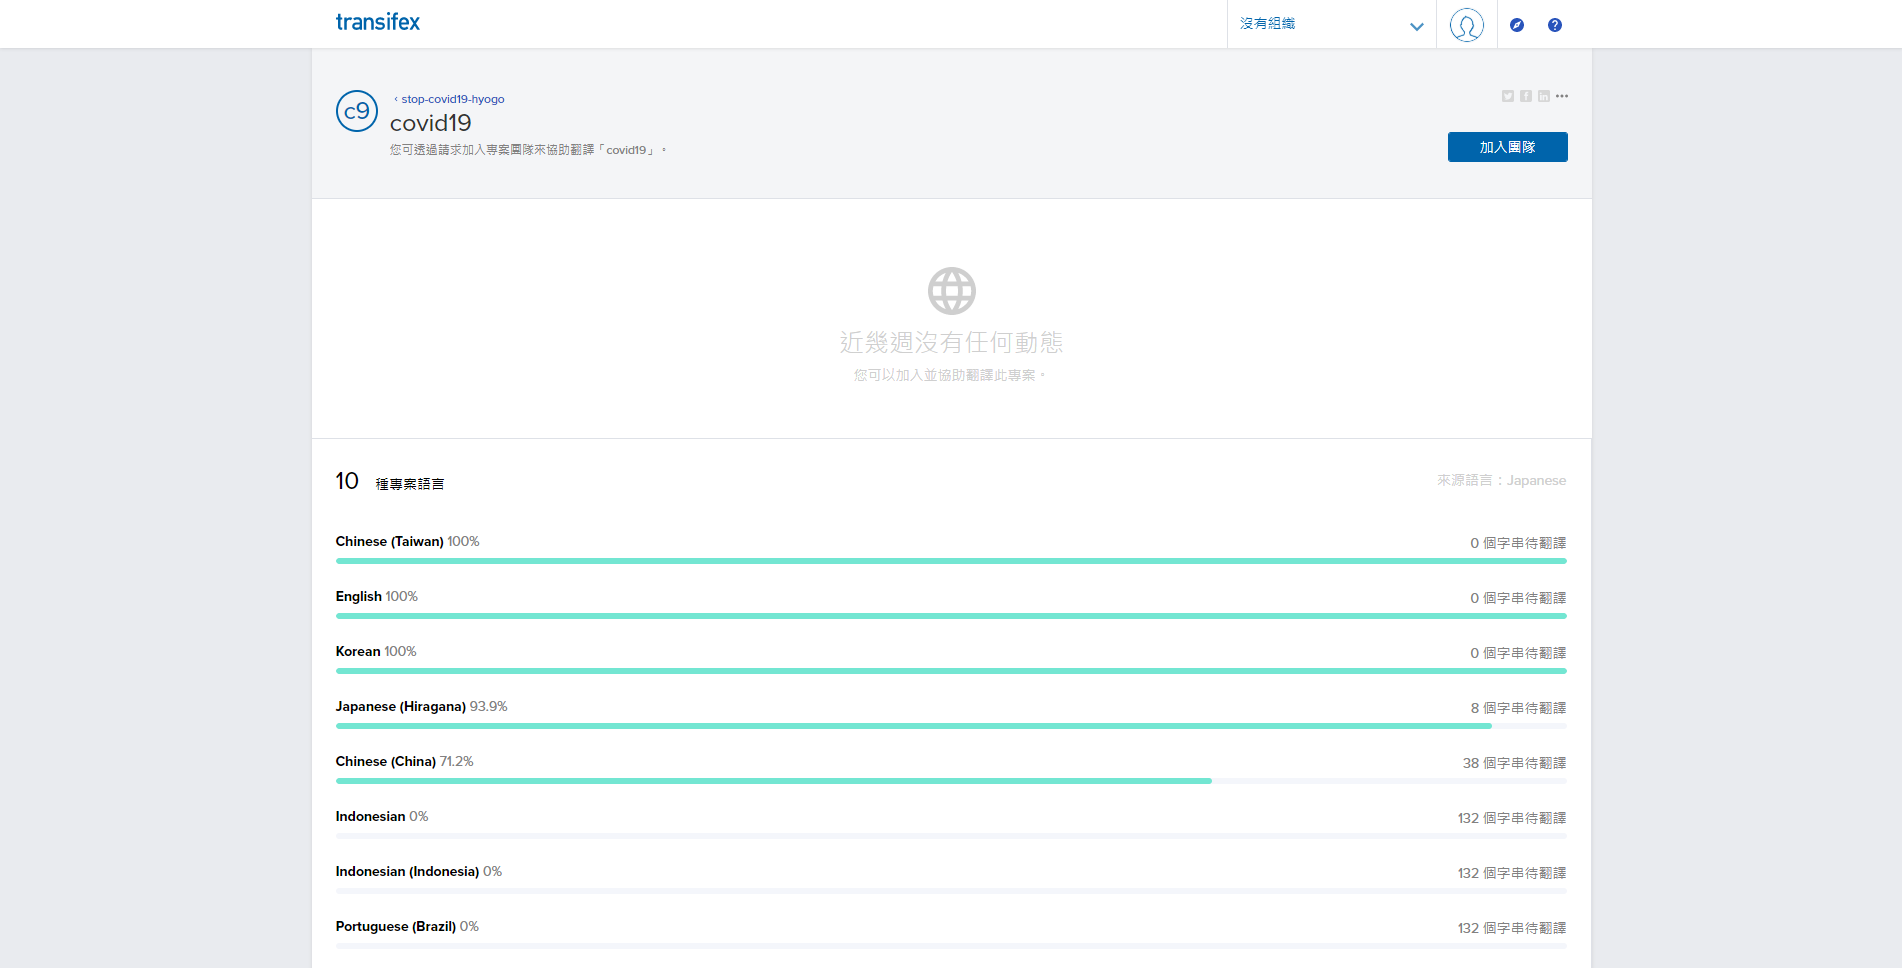 transifex
沒有組織
c9
‹ stop-covid19-hyogo
covid19
您可透過請求加入專案團隊來協助翻譯「covid19」。
加入團隊
近幾週沒有任何動態
您可以加入並協助翻譯此專案。
10 種專案語言
來源語言：Japanese
Chinese (Taiwan) 100%
0 個字串待翻譯
English 100%
0 個字串待翻譯
Korean 100%
0 個字串待翻譯
Japanese (Hiragana) 93.9%
8 個字串待翻譯
Chinese (China) 71.2%
38 個字串待翻譯
Indonesian 0%
132 個字串待翻譯
Indonesian (Indonesia) 0%
132 個字串待翻譯
Portuguese (Brazil) 0%
132 個字串待翻譯